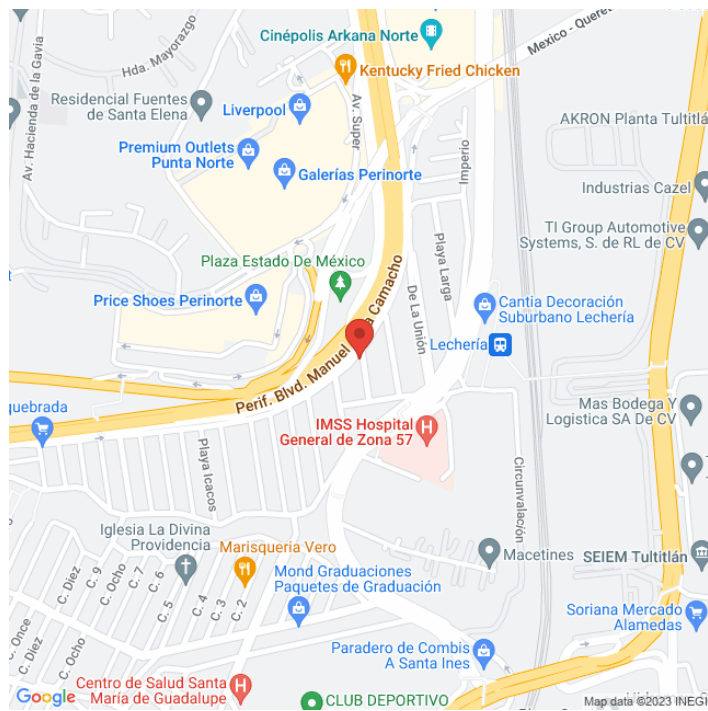 Cinépolis Arkana Norte
Hda. Mayorazgo
Av. Hacienda de la Gavia
Kentucky Fried Chicken
Residencial Fuentes
de Santa Elena
Liverpool
Av. Super
Premium Outlets
Punta Norte
Galerías Perinorte
Imperio
AKRON Planta Tultitlá
Industrias Cazel
TI Group Automotive
Systems, S. de RL de CV
Plaza Estado De México
Playa Larga
De La Unión
Price Shoes Perinorte
Cantia Decoración
Suburbano Lechería
Lechería
Perif. Blvd. Manuel
a Camacho
quebrada
Mas Bodega Y
Logistica SA De CV
IMSS Hospital
General de Zona 57
Playa Icacos
Circunvalación
Iglesia La Divina
Providencia
Marisqueria Vero
Macetines
SEIEM Tultitlán
C. Diez
C. 9
C. Ocho
C. 7
C. 6
C. 5
C. 4
C. 3
C. 2
Mond Graduaciones
Paquetes de Graduación
C. Once
C. Diez
C. Ocho
Soriana Mercado
Alamedas
Paradero de Combis
A Santa Ines
Centro de Salud Santa
María de Guadalupe
CLUB DEPORTIVO
Google
Map data ©2023 INEGI